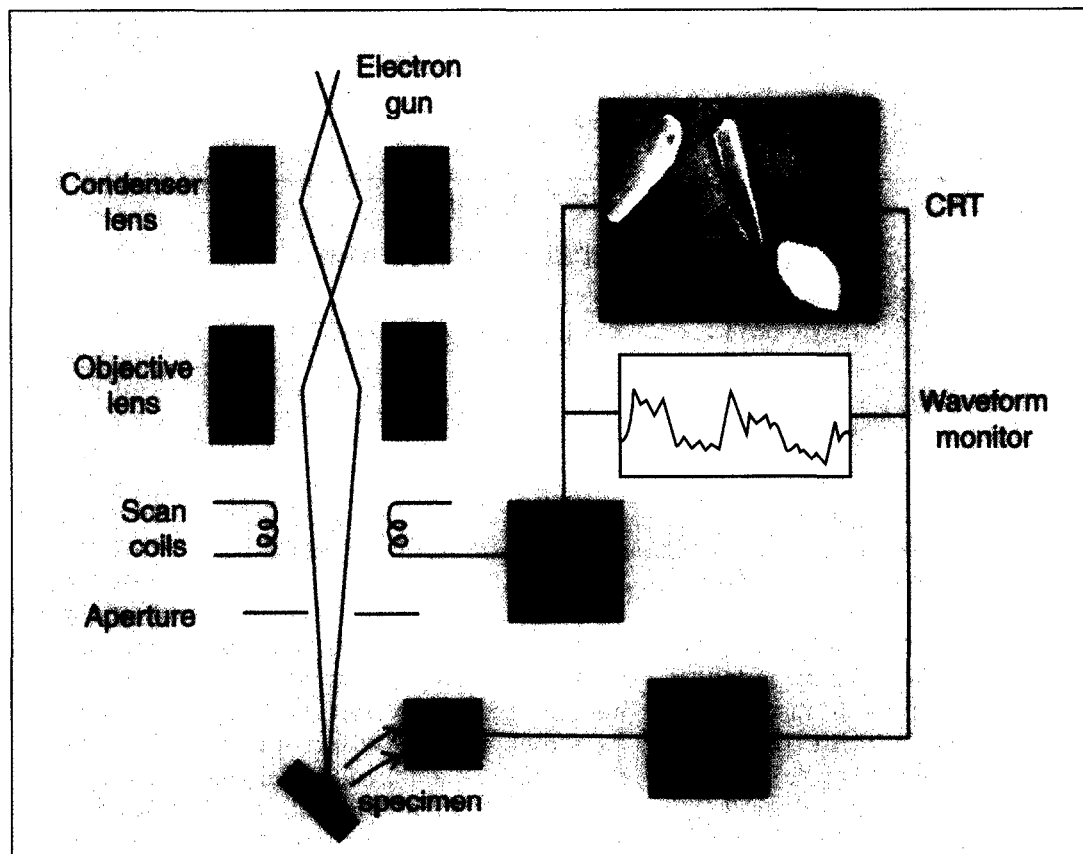 Electron
gun
Condenser
lens
CRT
Objective
lens
Waveform
monitor
Scan
coils
Aperture
specimen